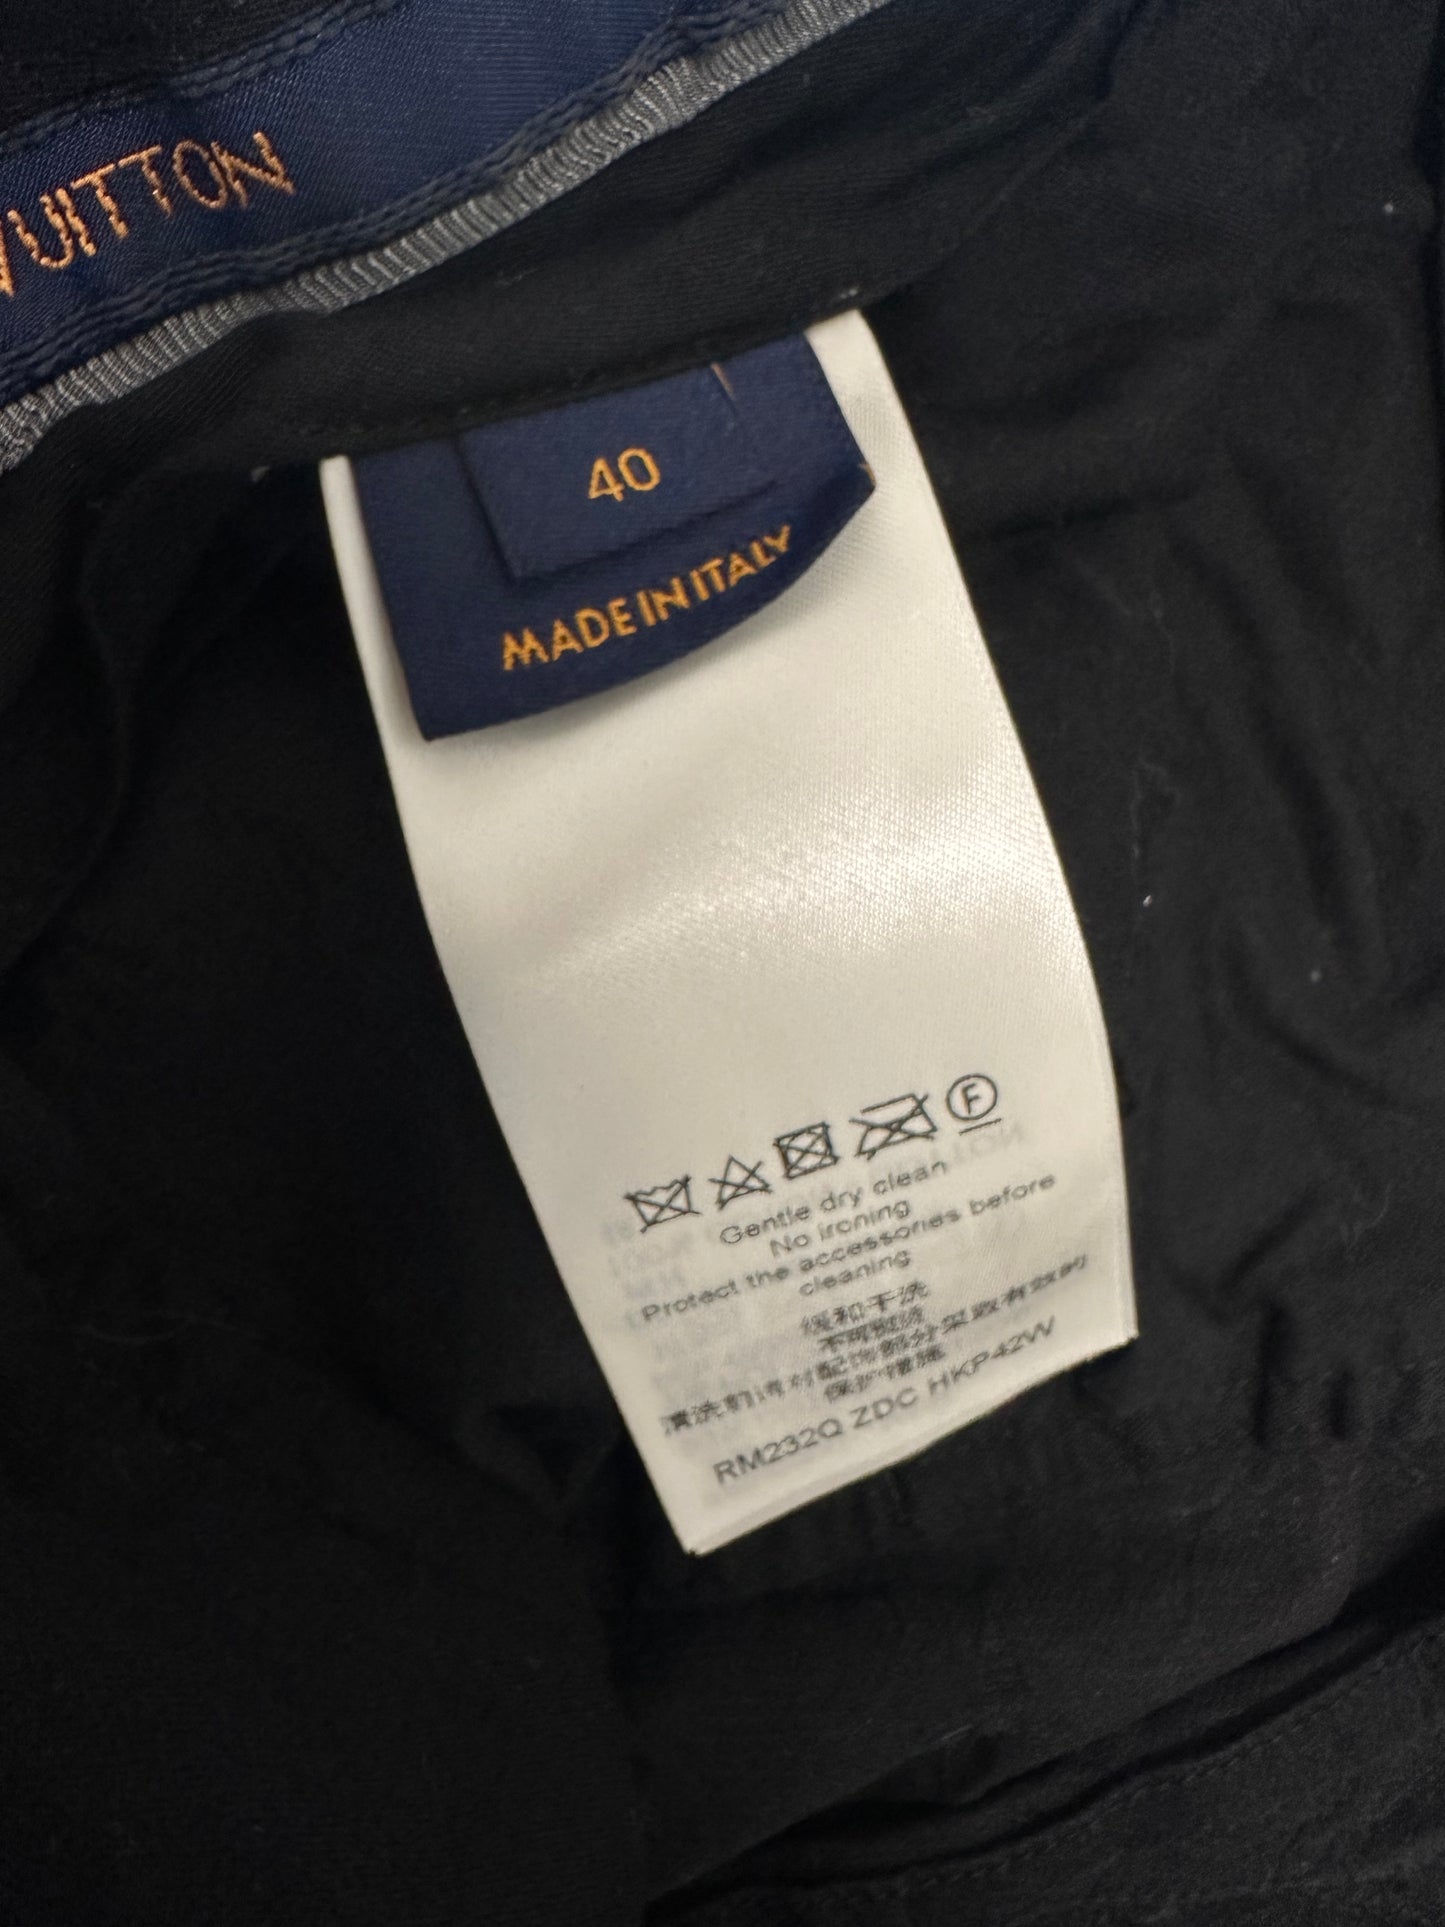 VUITTON
40
MADE IN ITALY
F
Gentle dry clean
No ironing
Protect the accessories before
cleaning
缓和干洗
不可熨烫
清洗前请对配饰部分采取有效的
保护措施
RM232Q ZDC HKP42W